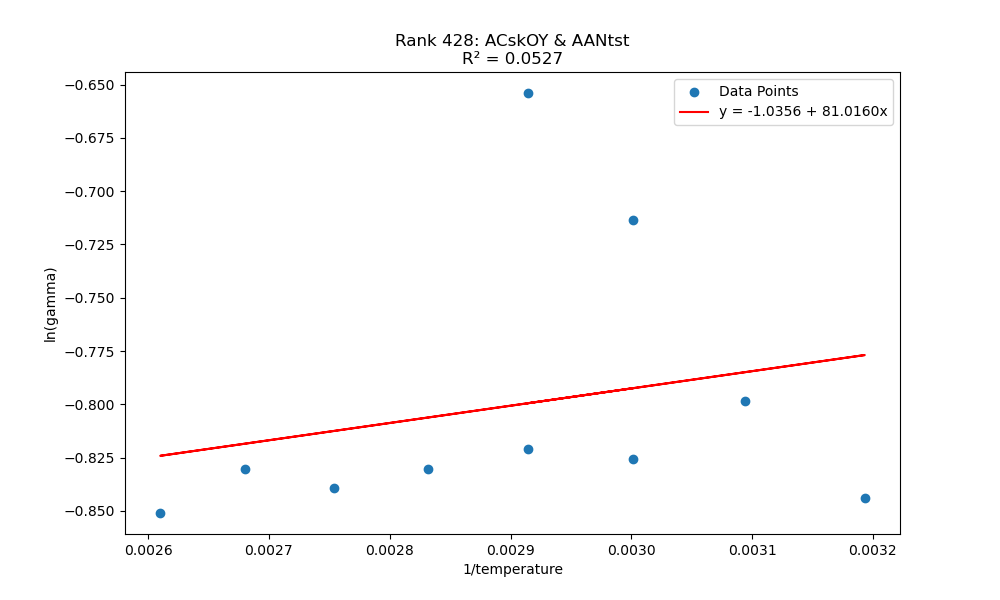 Rank 428: ACskOY & AANtst
R² = 0.0527
Data Points
y = -1.0356 + 81.0160x
−0.650
−0.675
−0.700
−0.725
−0.750
−0.775
−0.800
−0.825
−0.850
ln(gamma)
0.0026 0.0027 0.0028 0.0029 0.0030 0.0031 0.0032
1/temperature